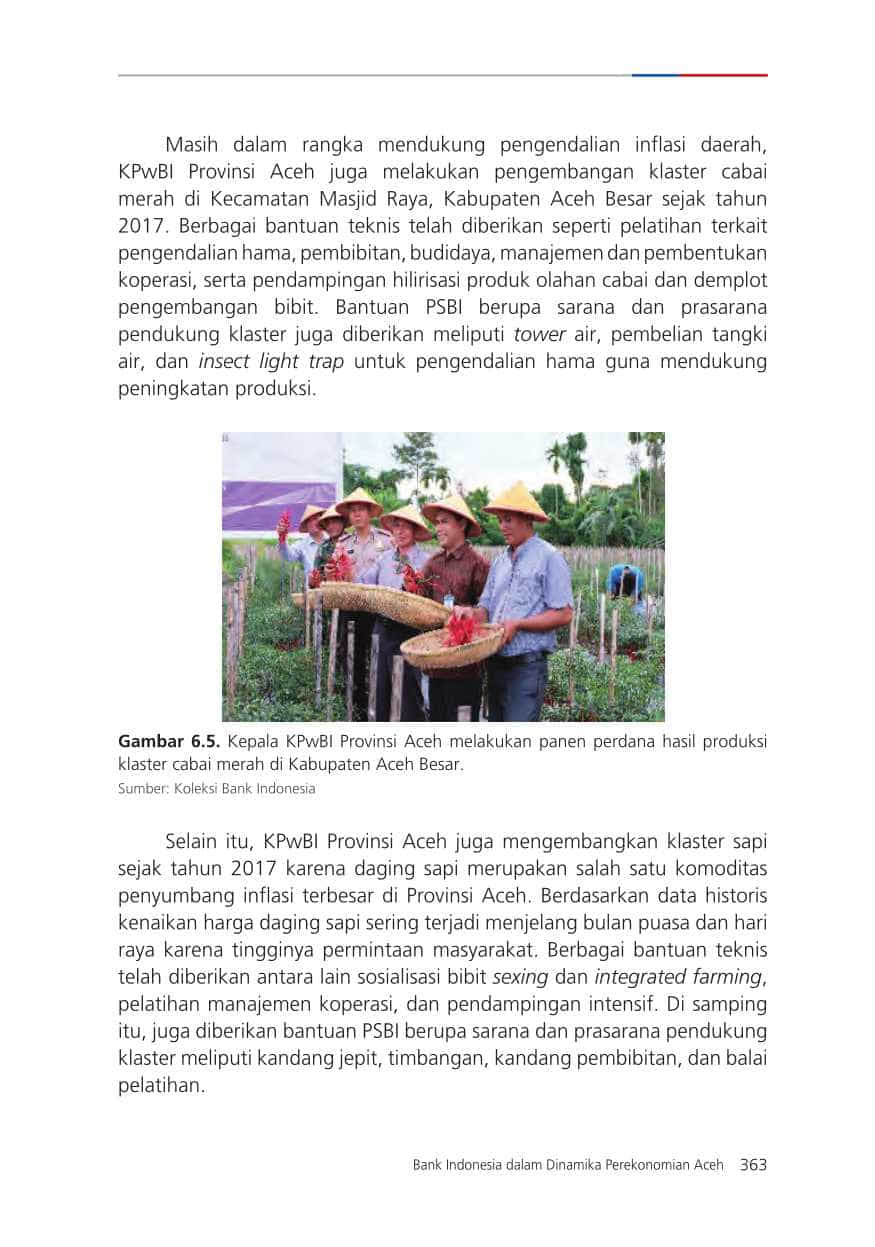 Masih dalam rangka mendukung pengendalian inflasi daerah,
KPwBI Provinsi Aceh juga melakukan pengembangan klaster cabai
merah di Kecamatan Masjid Raya, Kabupaten Aceh Besar sejak tahun
2017. Berbagai bantuan teknis telah diberikan seperti pelatihan terkait
pengendalian hama, pembibitan, budidaya, manajemen dan pembentukan
koperasi, serta pendampingan hilirisasi produk olahan cabai dan demplot
pengembangan bibit. Bantuan PSBI berupa sarana dan prasarana
pendukung klaster juga diberikan meliputi tower air, pembelian tangki
air, dan insect light trap untuk pengendalian hama guna mendukung
peningkatan produksi.
Gambar 6.5. Kepala KPwBI Provinsi Aceh melakukan panen perdana hasil produksi
klaster cabai merah di Kabupaten Aceh Besar.
Sumber: Koleksi Bank Indonesia
Selain itu, KPwBI Provinsi Aceh juga mengembangkan klaster sapi
sejak tahun 2017 karena daging sapi merupakan salah satu komoditas
penyumbang inflasi terbesar di Provinsi Aceh. Berdasarkan data historis
kenaikan harga daging sapi sering terjadi menjelang bulan puasa dan hari
raya karena tingginya permintaan masyarakat. Berbagai bantuan teknis
telah diberikan antara lain sosialisasi bibit sexing dan integrated farming,
pelatihan manajemen koperasi, dan pendampingan intensif. Di samping
itu, juga diberikan bantuan PSBI berupa sarana dan prasarana pendukung
klaster meliputi kandang jepit, timbangan, kandang pembibitan, dan balai
pelatihan.
Bank Indonesia dalam Dinamika Perekonomian Aceh 363